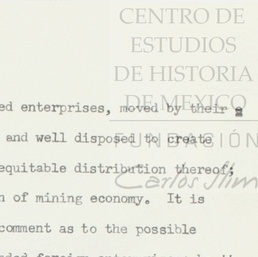 CENTRO DE
ESTUDIOS
DE HISTORIA
DE MEXICO
FUNDACIÓN
Carlos Slim
ed enterprises, moved by their a
and well disposed to create
equitable distribution thereof;
n of mining economy. It is
comment as to the possible